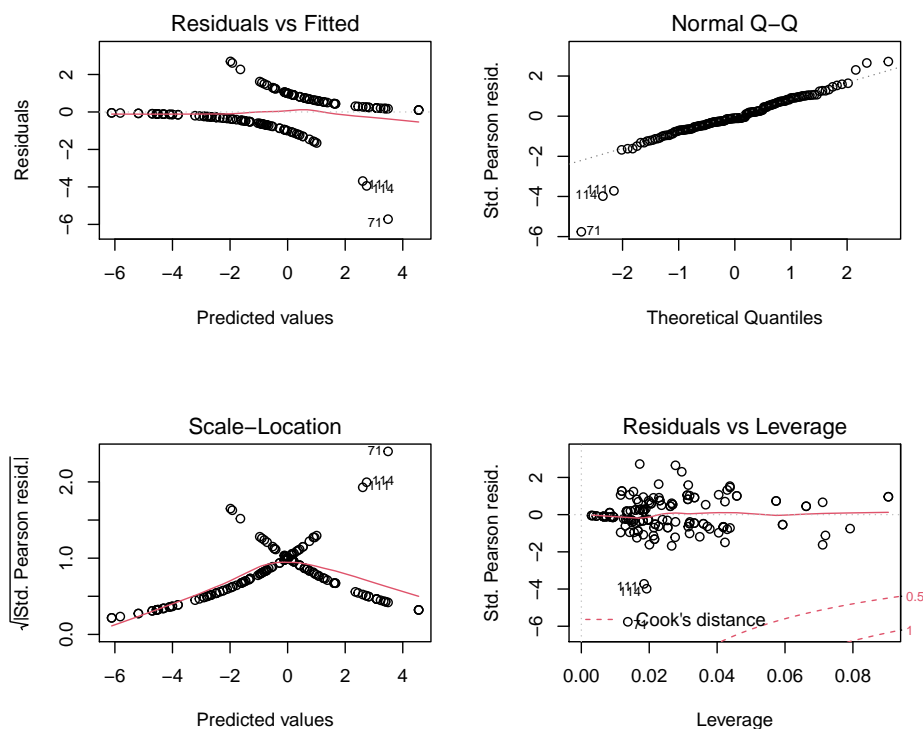 Residuals vs Fitted
Residuals
2
0
−2
−4
−6
−6 −4 −2 0 2 4
Predicted values
111
114
71
Normal Q−Q
Std. Pearson resid.
2
0
−2
−4
−6
−2 −1 0 1 2
Theoretical Quantiles
111
114
71
Scale−Location
√|Std. Pearson resid.|
2.0
1.0
0.0
−6 −4 −2 0 2 4
Predicted values
71
114
111
Residuals vs Leverage
Std. Pearson resid.
2
0
−2
−4
−6
0.00 0.02 0.04 0.06 0.08
Leverage
111
114
71
Cook's distance
0.5
1